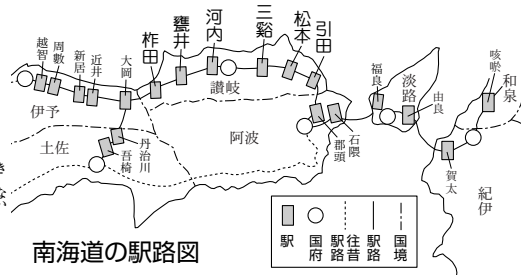 越智
周敷
新居
近井
大岡
柞田
甕井
河内
三谿
松本
引田
讃岐
伊予
土佐
阿波
丹治川
吾椅
郡頭
石隈
福良
淡路
由良
賀太
紀伊
和泉
南海道の駅路図
駅
国府
往昔駅路
駅路
国境